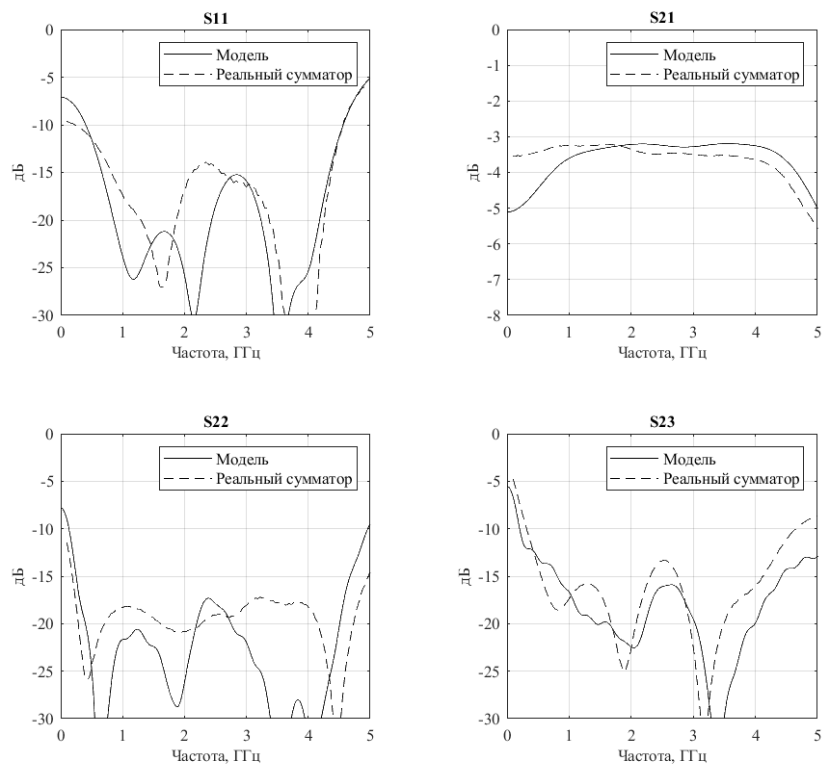 S11
Модель
Реальный сумматор
0
-5
-10
-15
-20
-25
-30
дБ
0 1 2 3 4 5
Частота, ГГц
S21
Модель
Реальный сумматор
0
-1
-2
-3
-4
-5
-6
-7
-8
дБ
0 1 2 3 4 5
Частота, ГГц
S22
Модель
Реальный сумматор
0
-5
-10
-15
-20
-25
-30
дБ
0 1 2 3 4 5
Частота, ГГц
S23
Модель
Реальный сумматор
0
-5
-10
-15
-20
-25
-30
дБ
0 1 2 3 4 5
Частота, ГГц